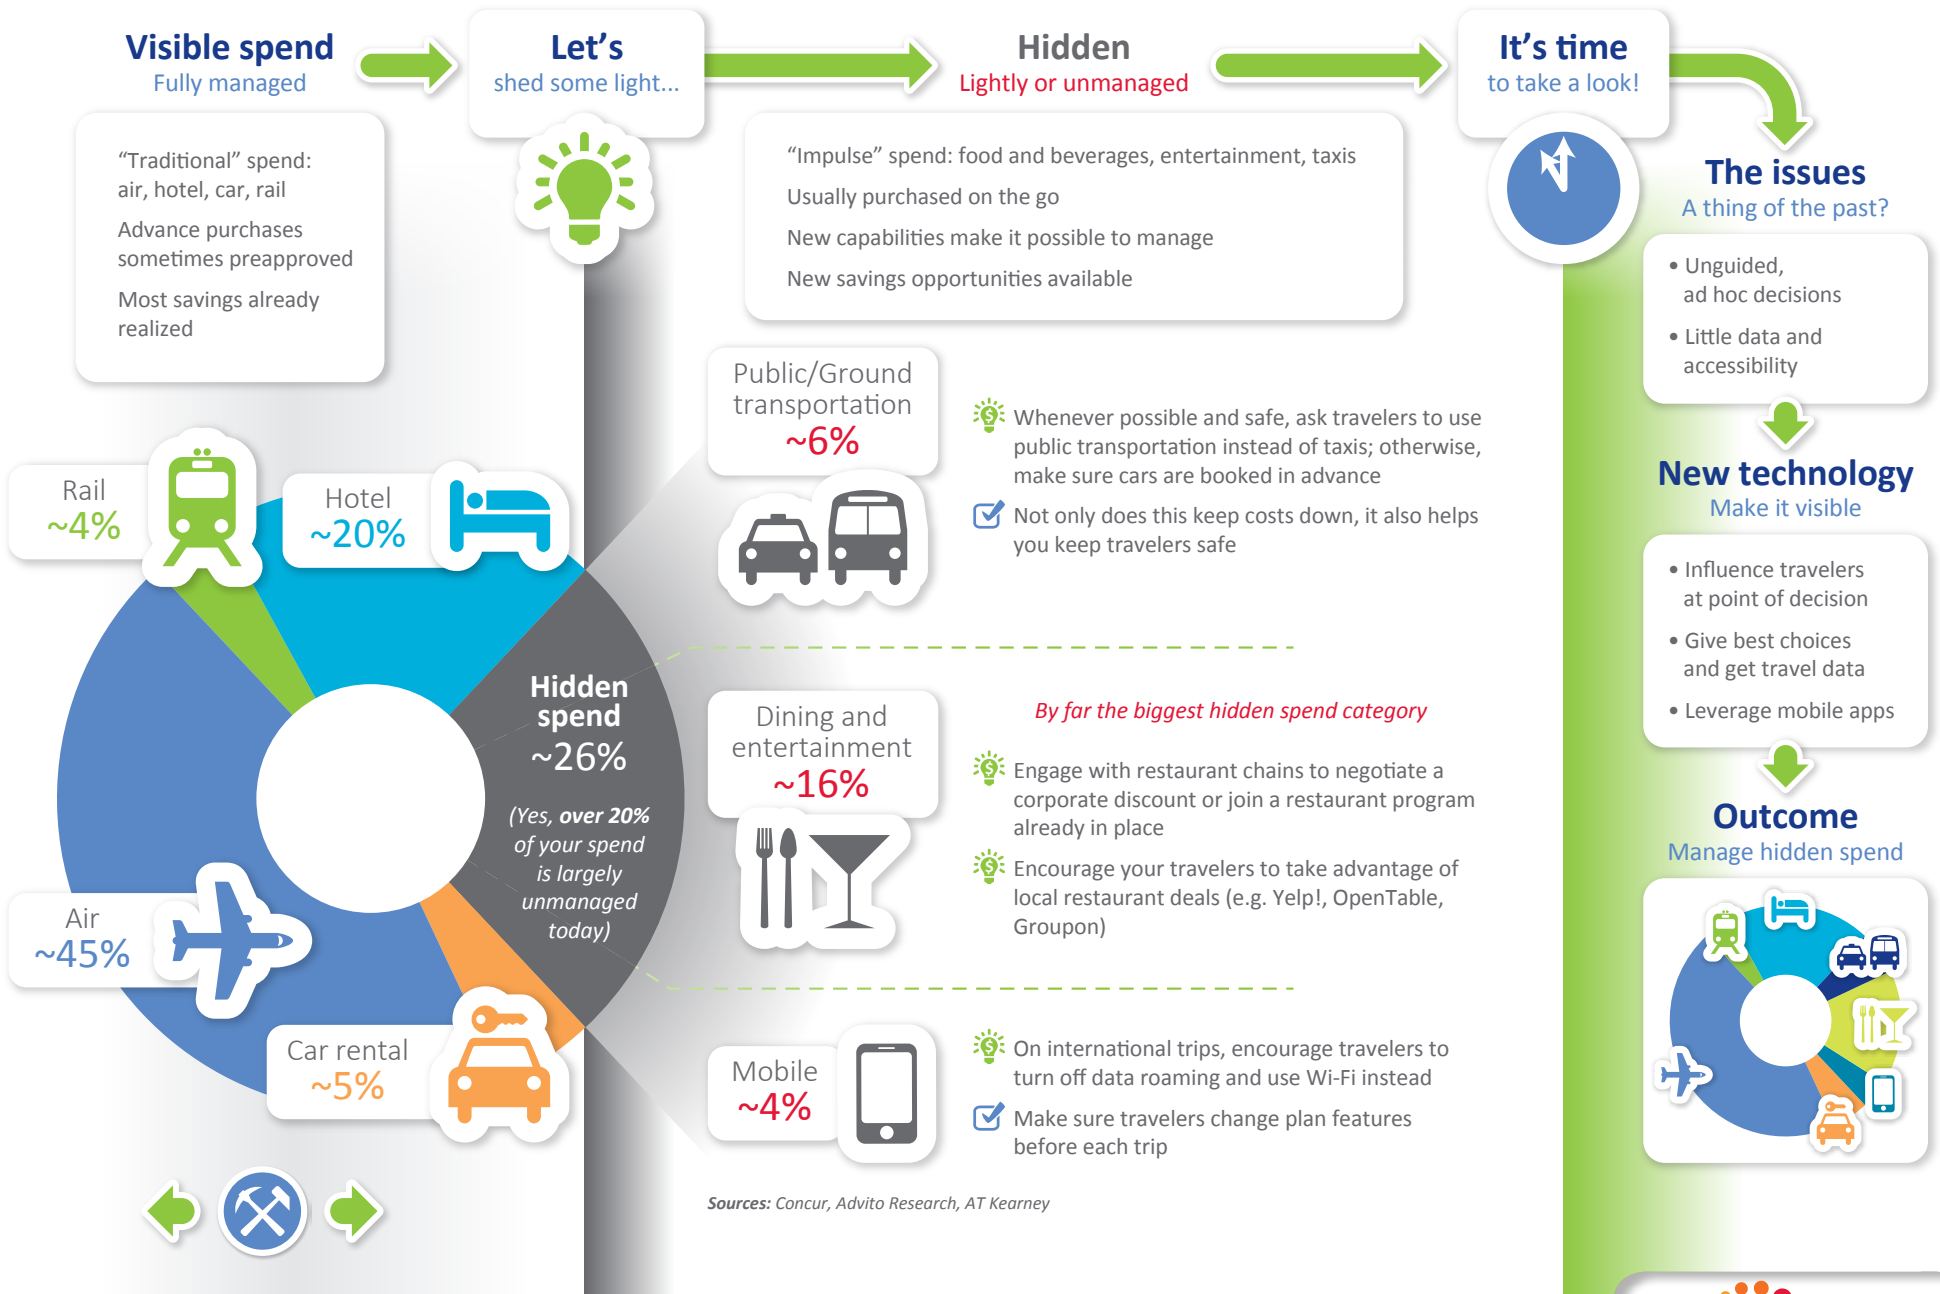 Visible spend
Fully managed
Let's
shed some light...
Hidden
Lightly or unmanaged
It's time
to take a look!
“Traditional” spend:
air, hotel, car, rail
Advance purchases
sometimes preapproved
Most savings already
realized
“Impulse” spend: food and beverages, entertainment, taxis
Usually purchased on the go
New capabilities make it possible to manage
New savings opportunities available
The issues
A thing of the past?
• Unguided,
ad hoc decisions
• Little data and
accessibility
New technology
Make it visible
• Influence travelers
at point of decision
• Give best choices
and get travel data
• Leverage mobile apps
Outcome
Manage hidden spend
Rail
~4%
Hotel
~20%
Air
~45%
Car rental
~5%
Hidden
spend
~26%
(Yes, over 20%
of your spend
is largely
unmanaged
today)
Public/Ground
transportation
~6%
Whenever possible and safe, ask travelers to use
public transportation instead of taxis; otherwise,
make sure cars are booked in advance
Not only does this keep costs down, it also helps
you keep travelers safe
Dining and
entertainment
~16%
By far the biggest hidden spend category
Engage with restaurant chains to negotiate a
corporate discount or join a restaurant program
already in place
Encourage your travelers to take advantage of
local restaurant deals (e.g. Yelp!, OpenTable,
Groupon)
Mobile
~4%
On international trips, encourage travelers to
turn off data roaming and use Wi-Fi instead
Make sure travelers change plan features
before each trip
Sources: Concur, Advito Research, AT Kearney